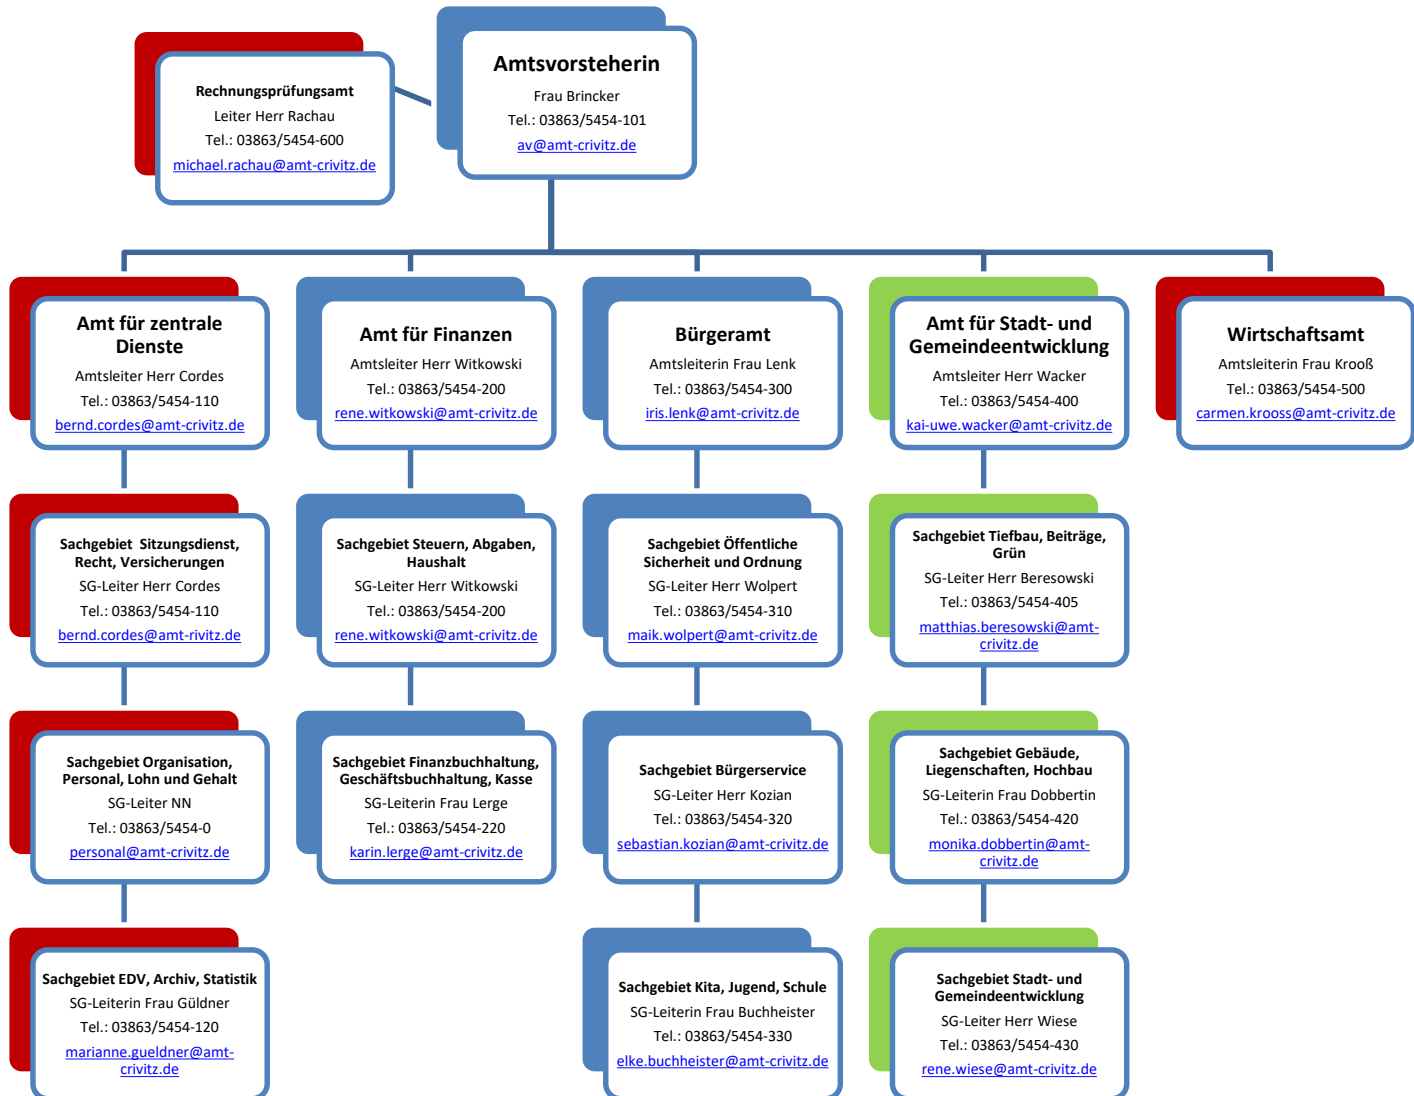 Rechnungsprüfungsamt
Leiter Herr Rachau
Tel.: 03863/5454-600
michael.rachau@amt-crivitz.de
Amtsvorsteherin
Frau Brincker
Tel.: 03863/5454-101
av@amt-crivitz.de
Amt für zentrale
Dienste
Amtsleiter Herr Cordes
Tel.: 03863/5454-110
bernd.cordes@amt-crivitz.de
Amt für Finanzen
Amtsleiter Herr Witkowski
Tel.: 03863/5454-200
rene.witkowski@amt-crivitz.de
Bürgeramt
Amtsleiterin Frau Lenk
Tel.: 03863/5454-300
iris.lenk@amt-crivitz.de
Amt für Stadt- und
Gemeindeentwicklung
Amtsleiter Herr Wacker
Tel.: 03863/5454-400
kai-uwe.wacker@amt-crivitz.de
Wirtschaftsamt
Amtsleiterin Frau Krooß
Tel.: 03863/5454-500
carmen.krooss@amt-crivitz.de
Sachgebiet  Sitzungsdienst,
Recht, Versicherungen
SG-Leiter Herr Cordes
Tel.: 03863/5454-110
bernd.cordes@amt-rivitz.de
Sachgebiet Steuern, Abgaben,
Haushalt
SG-Leiter Herr Witkowski
Tel.: 03863/5454-200
rene.witkowski@amt-crivitz.de
Sachgebiet Öffentliche
Sicherheit und Ordnung
SG-Leiter Herr Wolpert
Tel.: 03863/5454-310
maik.wolpert@amt-crivitz.de
Sachgebiet Tiefbau, Beiträge,
Grün
SG-Leiter Herr Beresowski
Tel.: 03863/5454-405
matthias.beresowski@amt-
crivitz.de
Sachgebiet Organisation,
Personal, Lohn und Gehalt
SG-Leiter NN
Tel.: 03863/5454-0
personal@amt-crivitz.de
Sachgebiet Finanzbuchhaltung,
Geschäftsbuchhaltung, Kasse
SG-Leiterin Frau Lerge
Tel.: 03863/5454-220
karin.lerge@amt-crivitz.de
Sachgebiet Bürgerservice
SG-Leiter Herr Kozian
Tel.: 03863/5454-320
sebastian.kozian@amt-crivitz.de
Sachgebiet Gebäude,
Liegenschaften, Hochbau
SG-Leiterin Frau Dobbertin
Tel.: 03863/5454-420
monika.dobbertin@amt-
crivitz.de
Sachgebiet EDV, Archiv, Statistik
SG-Leiterin Frau Güldner
Tel.: 03863/5454-120
marianne.gueldner@amt-
crivitz.de
Sachgebiet Kita, Jugend, Schule
SG-Leiterin Frau Buchheister
Tel.: 03863/5454-330
elke.buchheister@amt-crivitz.de
Sachgebiet Stadt- und
Gemeindeentwicklung
SG-Leiter Herr Wiese
Tel.: 03863/5454-430
rene.wiese@amt-crivitz.de